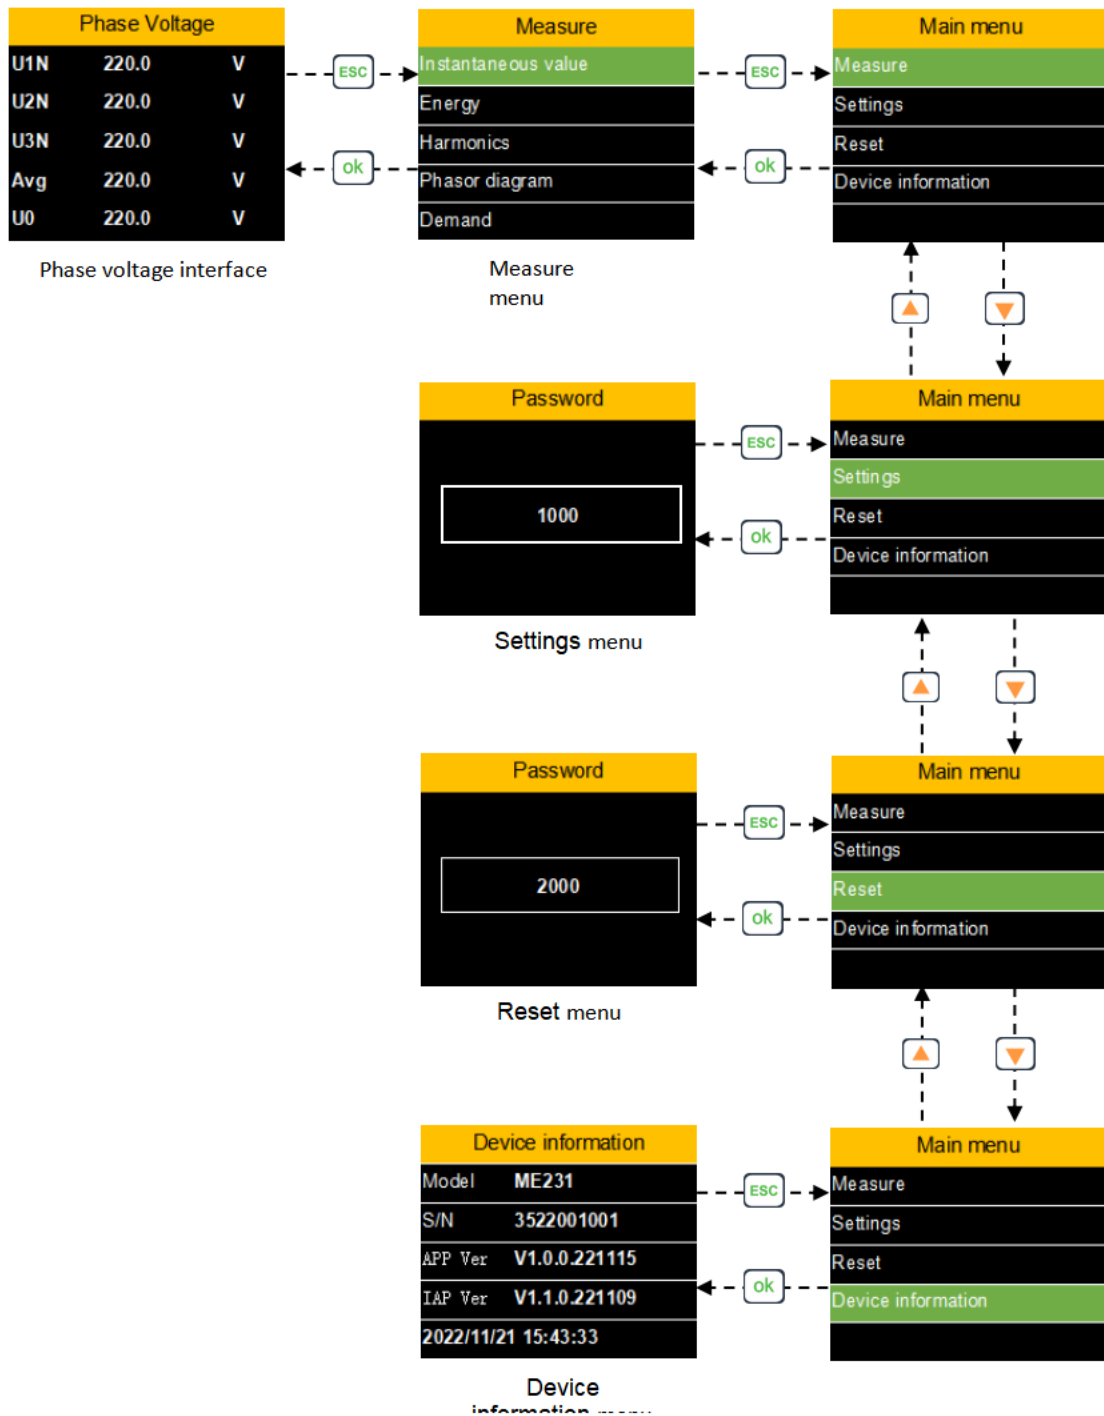 Phase Voltage
U1N 220.0 V
U2N 220.0 V
U3N 220.0 V
Avg 220.0 V
U0 220.0 V
Phase voltage interface
ESC
ok
Measure
Instantaneous value
Energy
Harmonics
Phasor diagram
Demand
Measure
menu
ESC
ok
Main menu
Measure
Settings
Reset
Device information
Password
1000
Settings menu
ESC
ok
Main menu
Measure
Settings
Reset
Device information
Password
2000
Reset menu
ESC
ok
Main menu
Measure
Settings
Reset
Device information
Device information
Model ME231
S/N 3522001001
APP Ver V1.0.0.221115
IAP Ver V1.1.0.221109
2022/11/21 15:43:33
Device
information menu
ESC
ok
Main menu
Measure
Settings
Reset
Device information